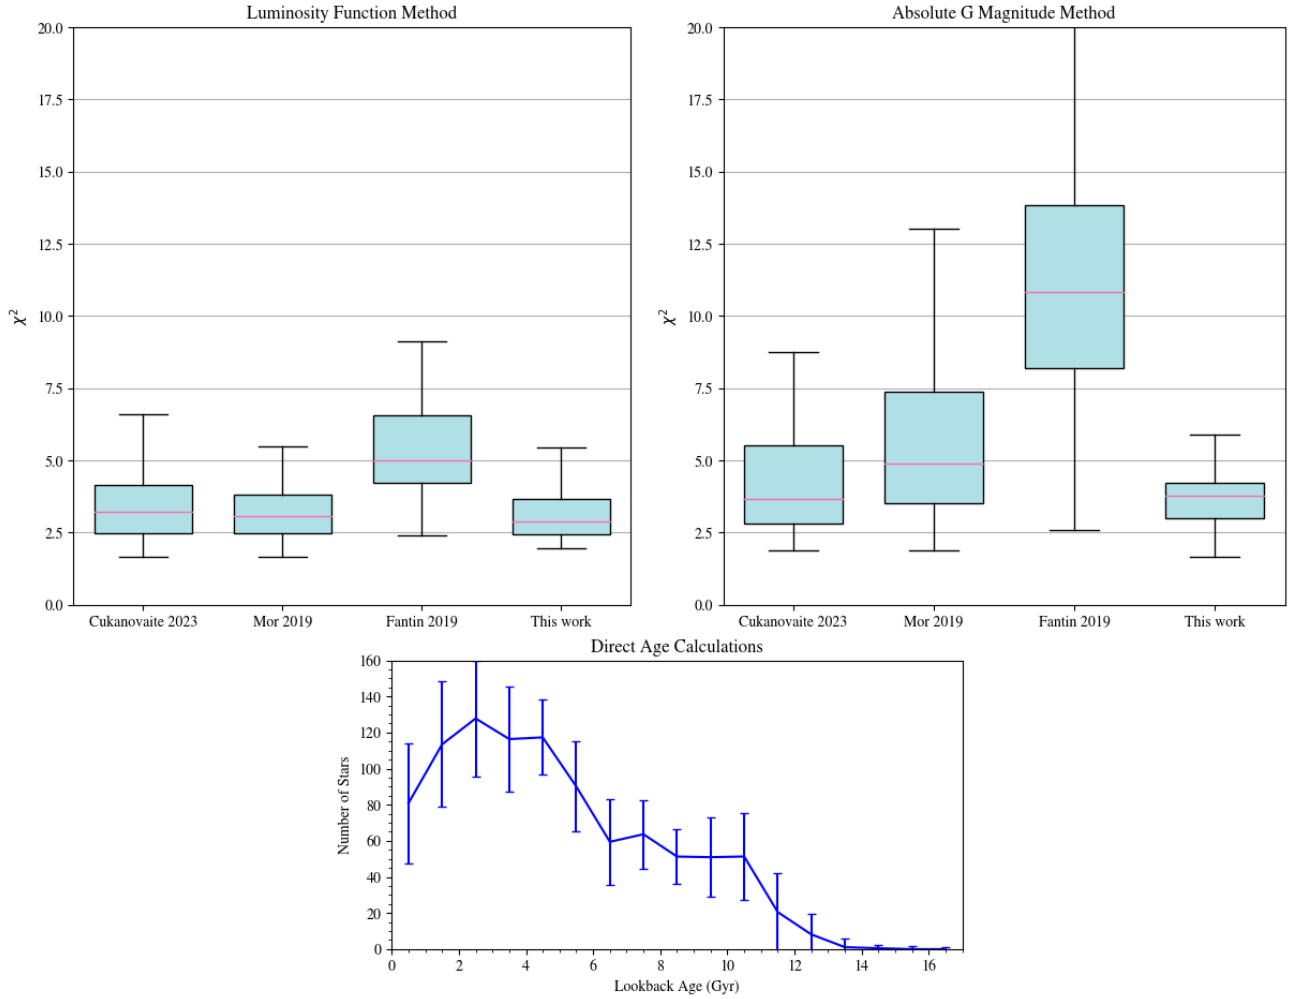 Luminosity Function Method
20.0
17.5
15.0
12.5
10.0
7.5
5.0
2.5
0.0
χ²
Cukanovaite 2023
Mor 2019
Fantin 2019
This work
Absolute G Magnitude Method
20.0
17.5
15.0
12.5
10.0
7.5
5.0
2.5
0.0
χ²
Cukanovaite 2023
Mor 2019
Fantin 2019
This work
Direct Age Calculations
160
140
120
100
80
60
40
20
0
Number of Stars
0 2 4 6 8 10 12 14 16
Lookback Age (Gyr)